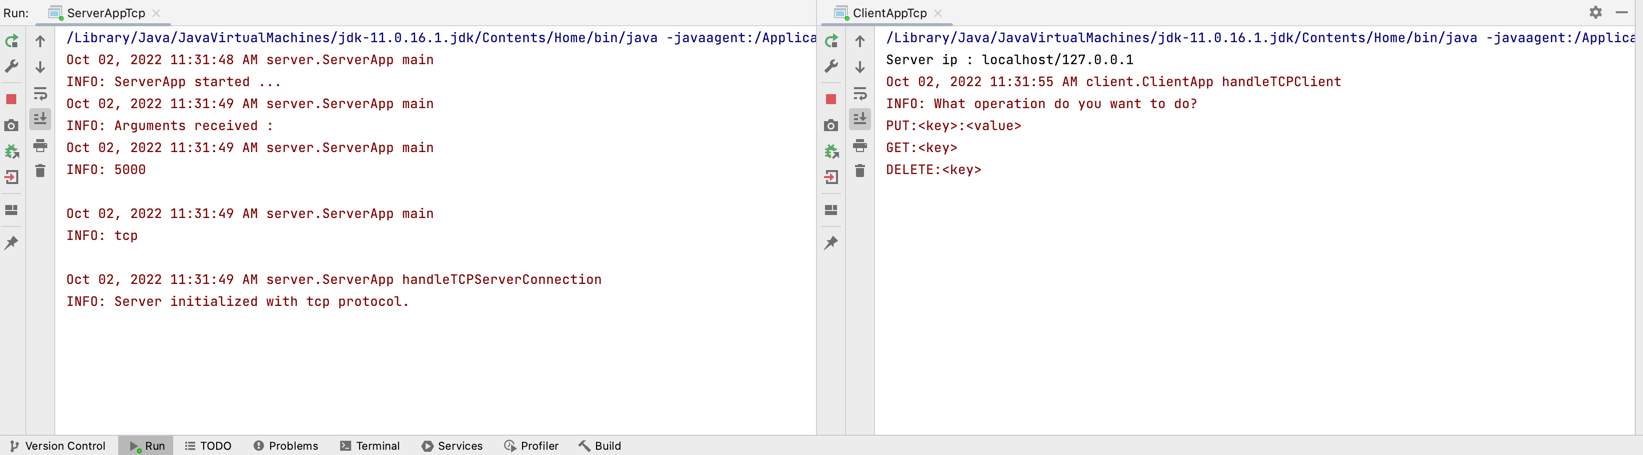 Run: ServerAppTcp ClientAppTcp
/Library/Java/JavaVirtualMachines/jdk-11.0.16.1.jdk/Contents/Home/bin/java -javaagent:/Applica
Oct 02, 2022 11:31:48 AM server.ServerApp main
INFO: ServerApp started ...
Oct 02, 2022 11:31:49 AM server.ServerApp main
INFO: Arguments received :
Oct 02, 2022 11:31:49 AM server.ServerApp main
INFO: 5000
Oct 02, 2022 11:31:49 AM server.ServerApp main
INFO: tcp
Oct 02, 2022 11:31:49 AM server.ServerApp handleTCPServerConnection
INFO: Server initialized with tcp protocol.
/Library/Java/JavaVirtualMachines/jdk-11.0.16.1.jdk/Contents/Home/bin/java -javaagent:/Applica
Server ip : localhost/127.0.0.1
Oct 02, 2022 11:31:55 AM client.ClientApp handleTCPClient
INFO: What operation do you want to do?
PUT:<key>:<value>
GET:<key>
DELETE:<key>
Version Control Run TODO Problems Terminal Services Profiler Build